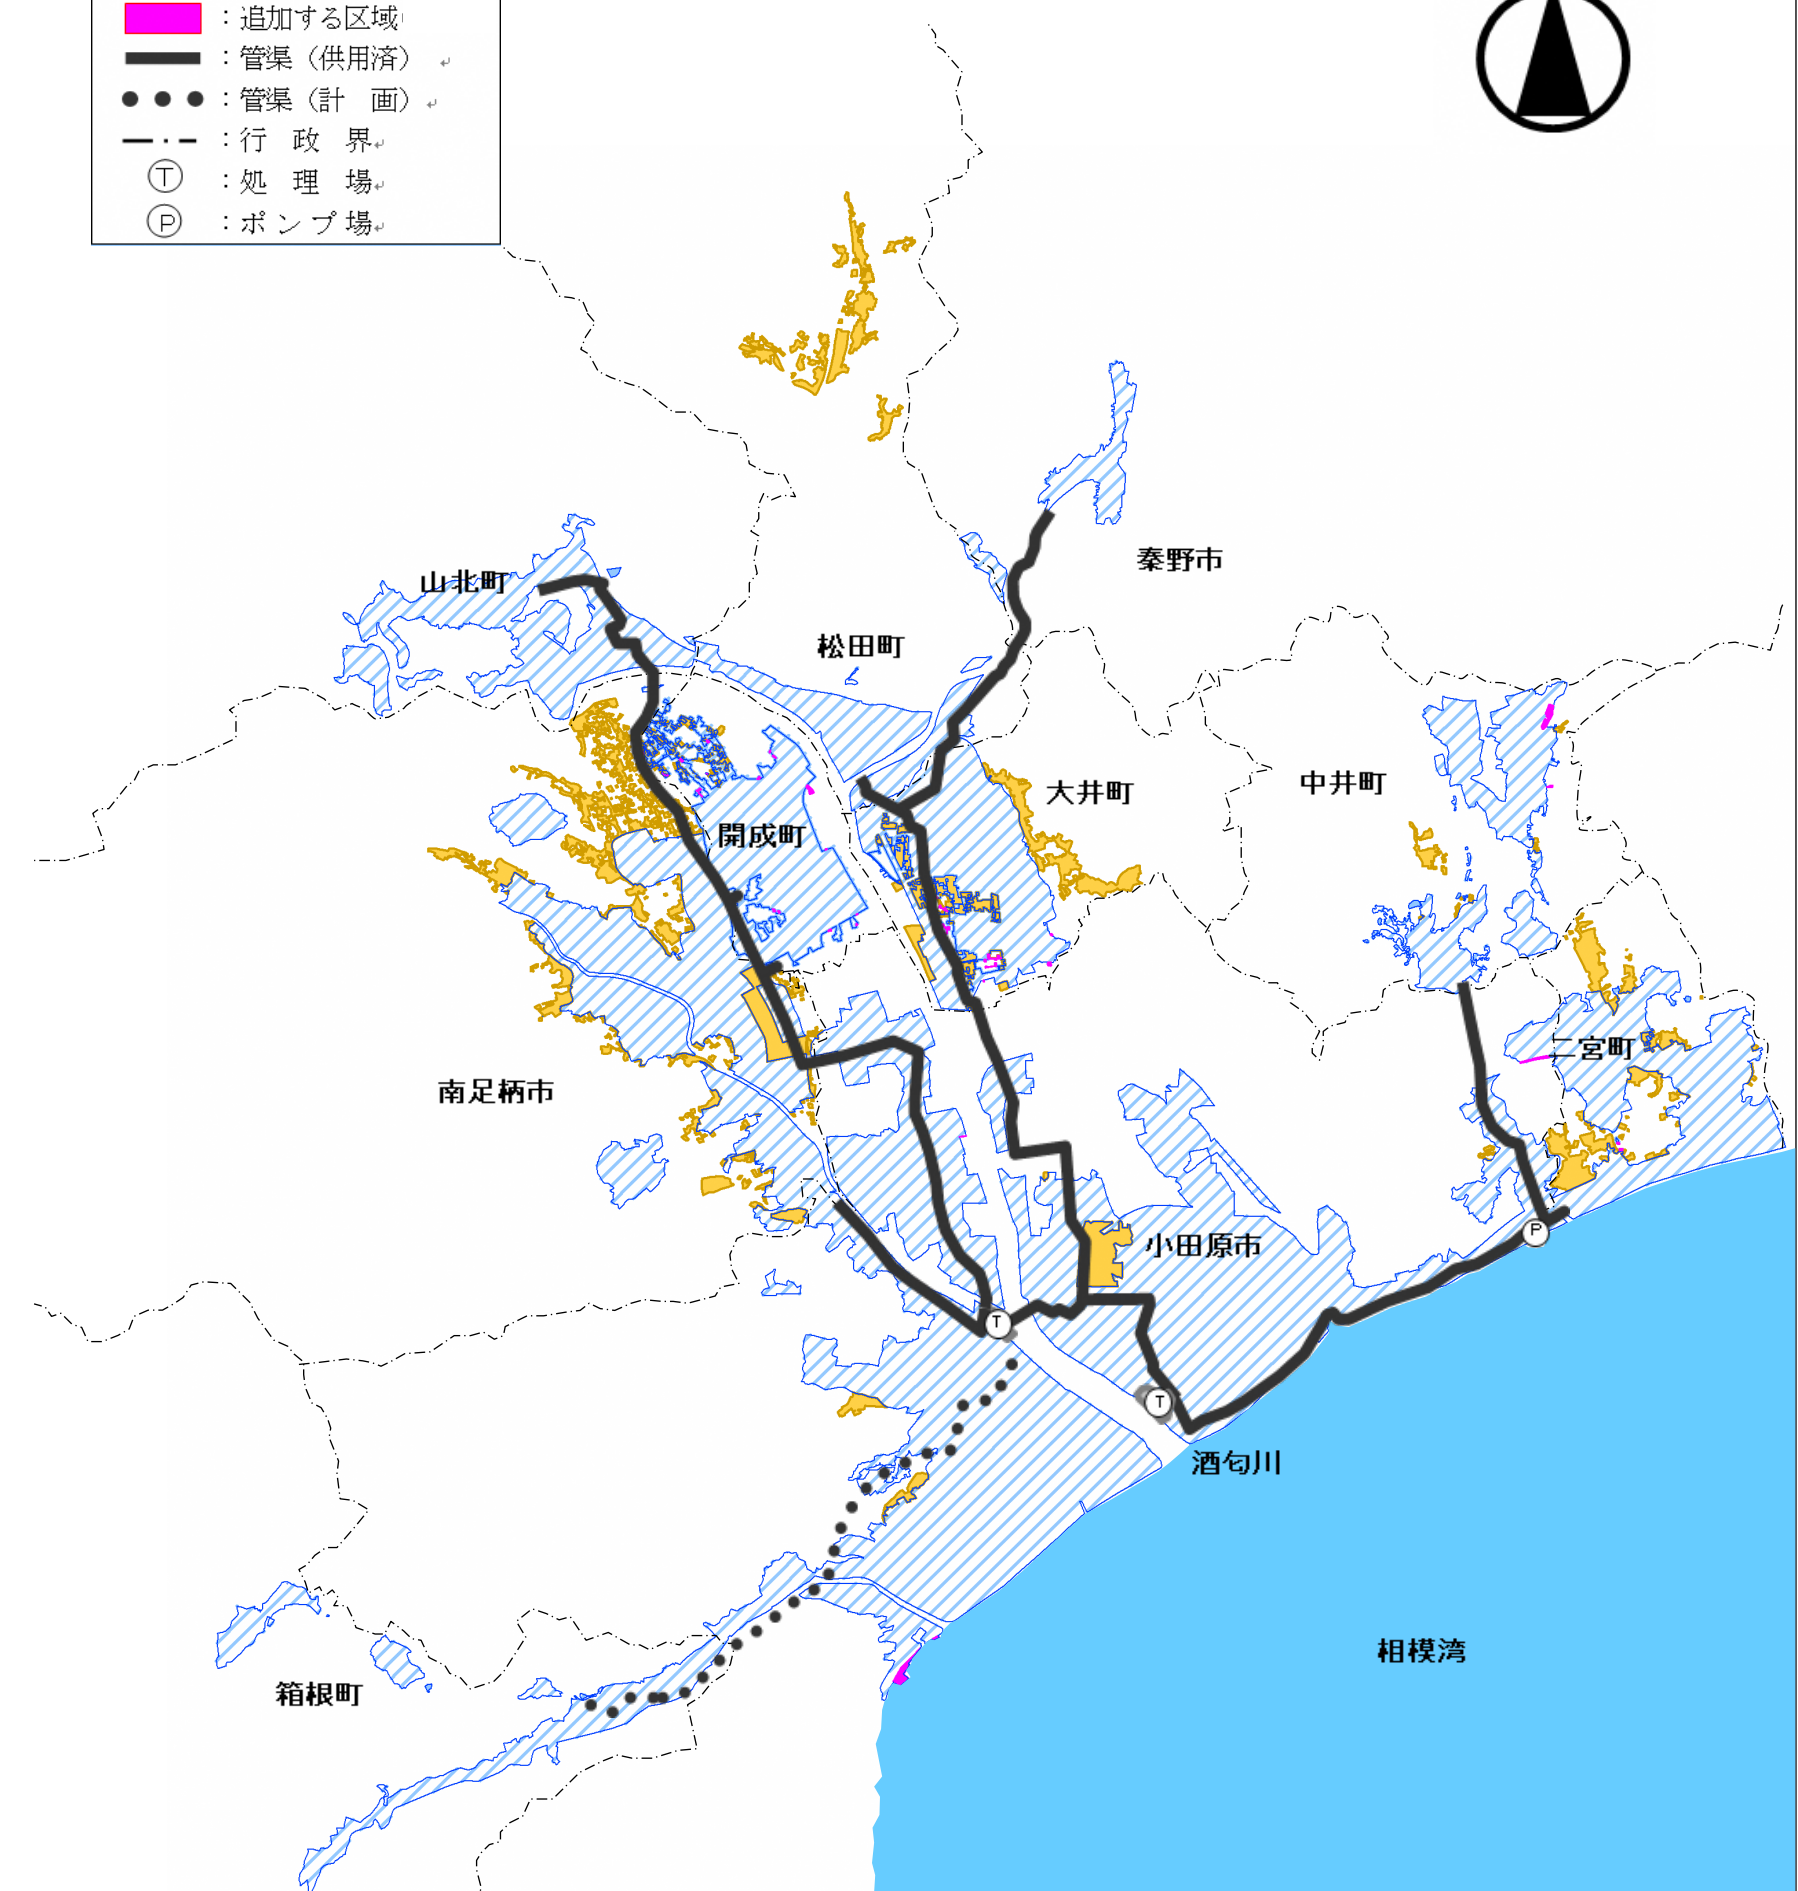 ：追加する区域
：管渠（供用済）
：管渠（計　画）
：行　政　界
Ⓣ ：処　理　場
Ⓟ ：ポンプ場
秦野市
山北町
松田町
大井町
中井町
開成町
二宮町
南足柄市
小田原市
P
T
T
酒匂川
相模湾
箱根町